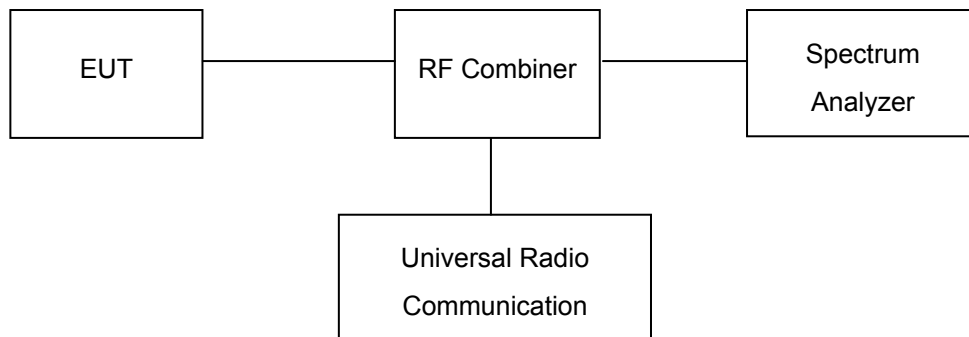 EUT
RF Combiner
Spectrum
Analyzer
Universal Radio
Communication